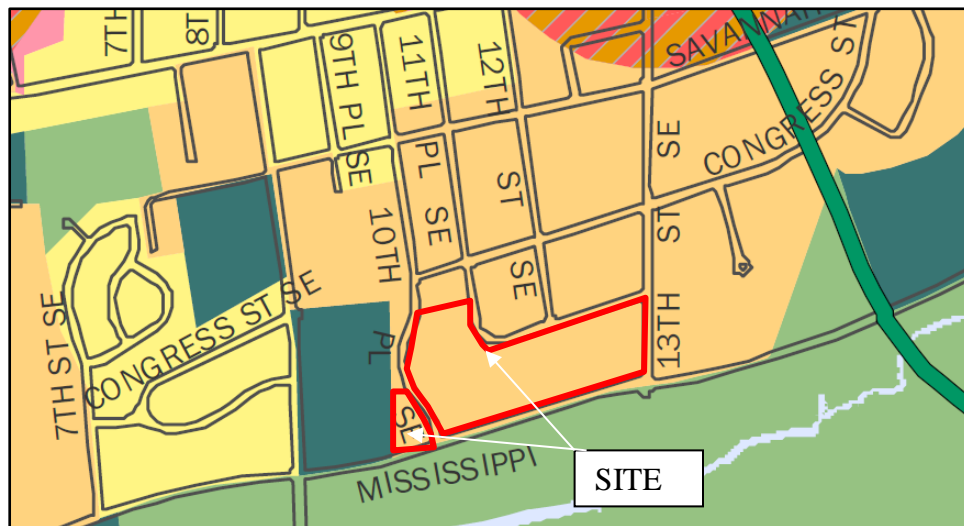 7TH
8TH
9TH PL SE
11TH
PL
SE
12TH
ST
SE
SAVANNAH
CONGRESS ST
SE
ST
13TH
10TH
PL
SE
7TH ST SE
CONGRESS ST SE
MISSISSIPPI
SITE